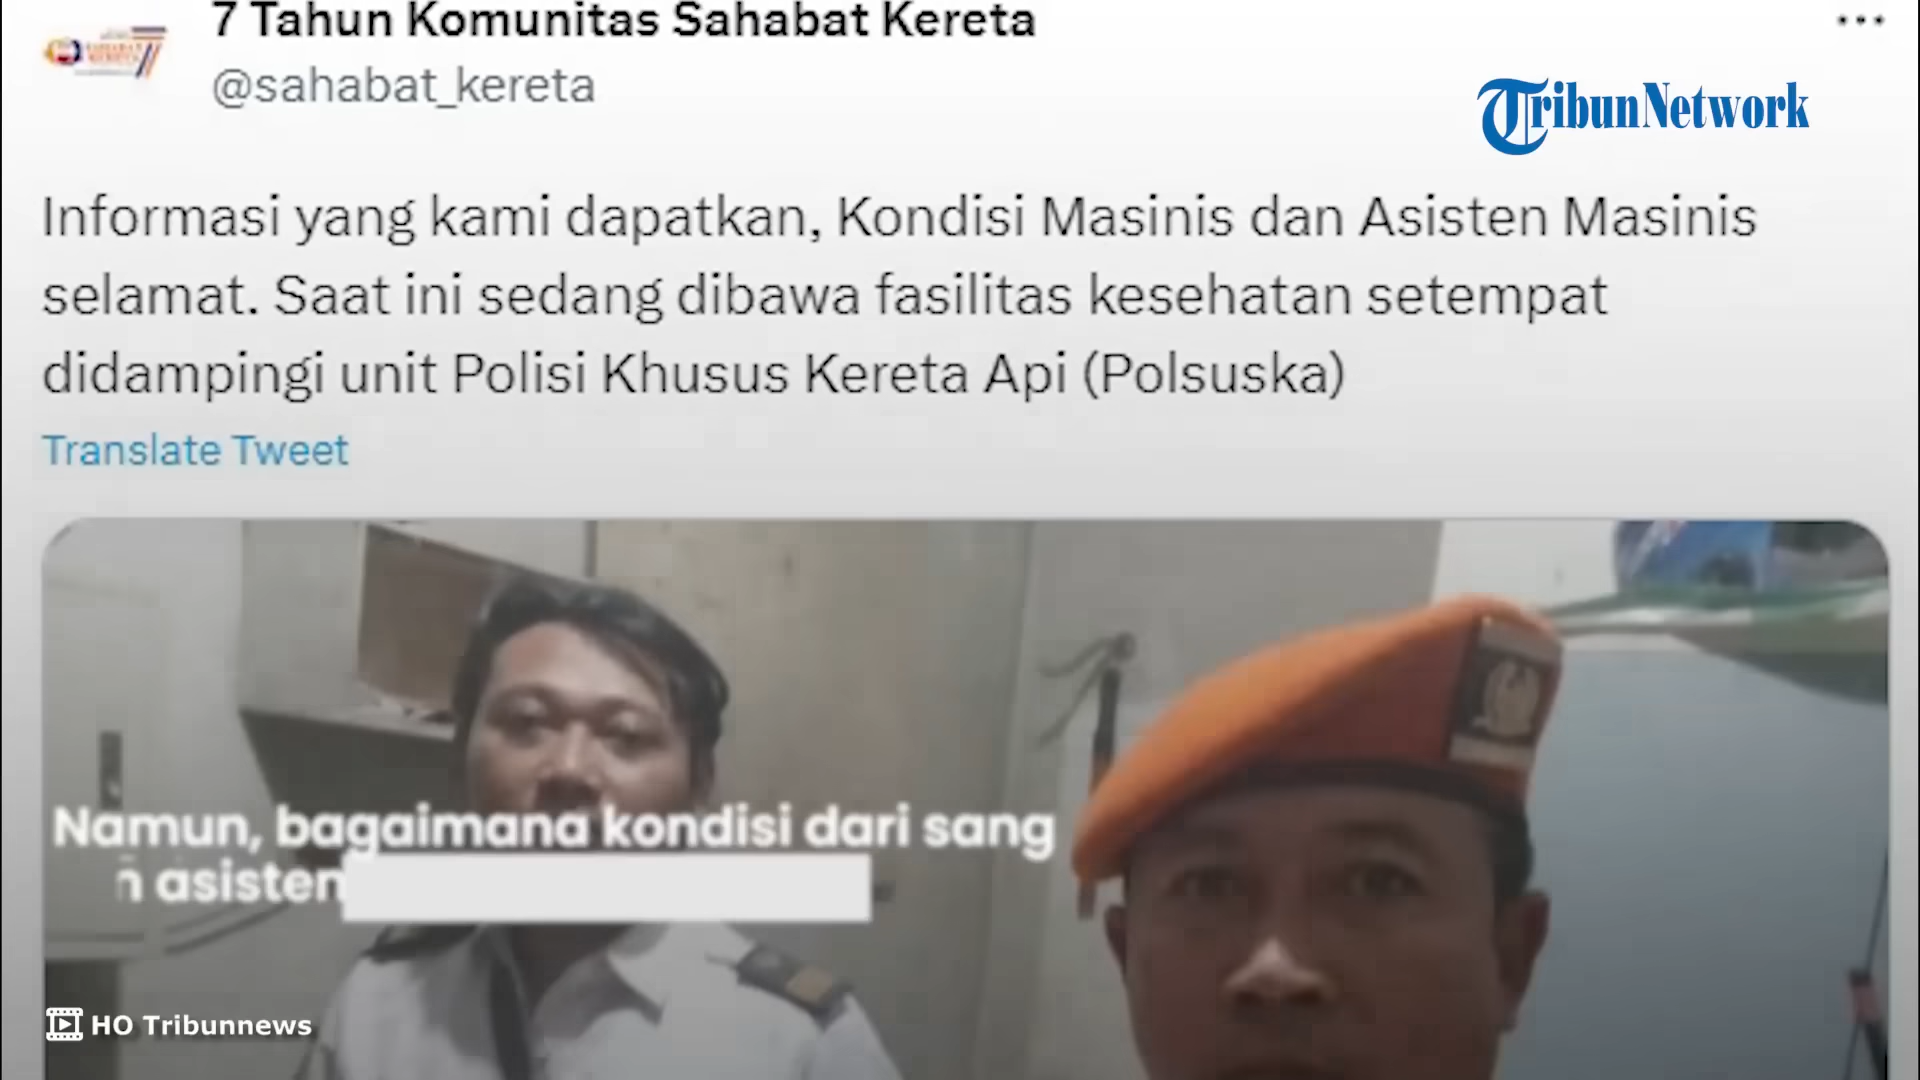 7 Tahun Komunitas Sahabat Kereta
@sahabat_kereta
TribunNetwork
Informasi yang kami dapatkan, Kondisi Masinis dan Asisten Masinis
selamat. Saat ini sedang dibawa fasilitas kesehatan setempat
didampingi unit Polisi Khusus Kereta Api (Polsuska)
Translate Tweet
Namun, bagaimana kondisi dari sang
asisten
HO Tribunnews